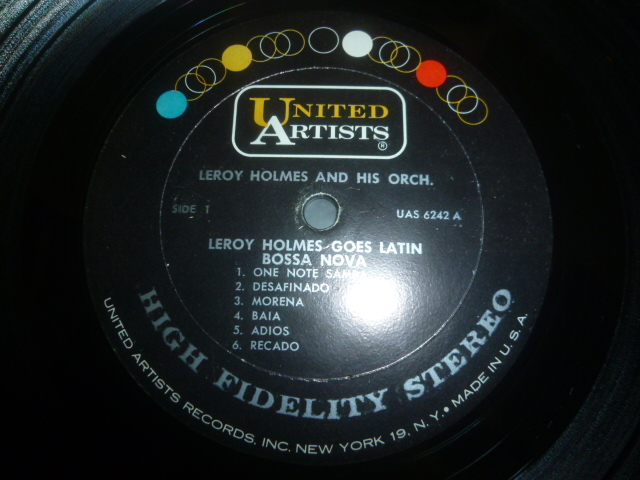 UNITED
ARTISTS®
LEROY HOLMES AND HIS ORCH.
SIDE 1
UAS 6242 A
LEROY HOLMES GOES LATIN
BOSSA NOVA
1. ONE NOTE SAMBA
2. DESAFINADO
3. MORENA
4. BAIA
5. ADIOS
6. RECADO
HIGH FIDELITY STEREO
UNITED ARTISTS RECORDS, INC. NEW YORK 19, N.Y. • MADE IN U.S.A.